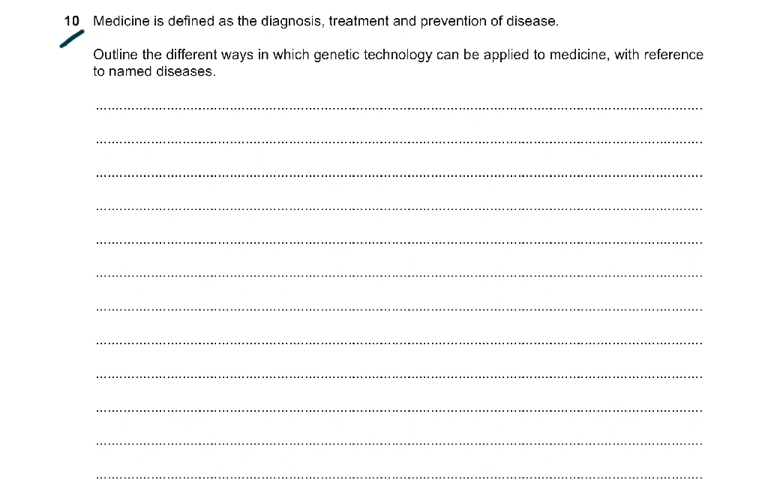 10 Medicine is defined as the diagnosis, treatment and prevention of disease.
Outline the different ways in which genetic technology can be applied to medicine, with reference
to named diseases.